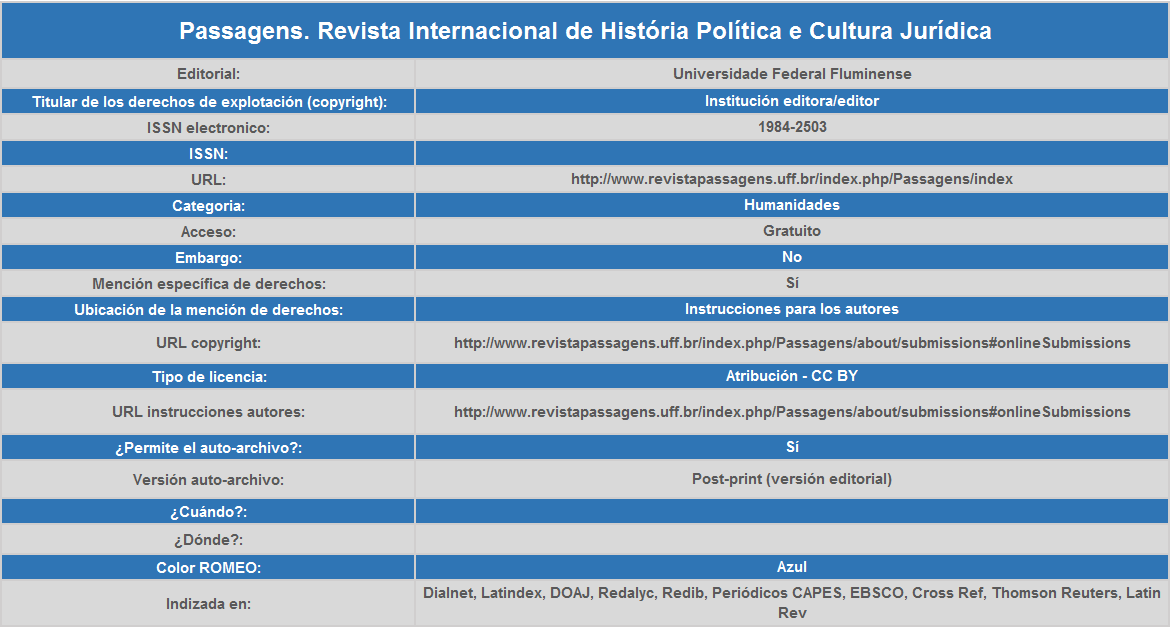 Passagens. Revista Internacional de História Política e Cultura Jurídica
Editorial: Universidade Federal Fluminense
Titular de los derechos de explotación (copyright): Institución editora/editor
ISSN electronico: 1984-2503
ISSN:
URL: http://www.revistapassagens.uff.br/index.php/Passagens/index
Categoria: Humanidades
Acceso: Gratuito
Embargo: No
Mención específica de derechos: Sí
Ubicación de la mención de derechos: Instrucciones para los autores
URL copyright: http://www.revistapassagens.uff.br/index.php/Passagens/about/submissions#onlineSubmissions
Tipo de licencia: Atribución - CC BY
URL instrucciones autores: http://www.revistapassagens.uff.br/index.php/Passagens/about/submissions#onlineSubmissions
¿Permite el auto-archivo?: Sí
Versión auto-archivo: Post-print (versión editorial)
¿Cuándo?:
¿Dónde?:
Color ROMEO: Azul
Indizada en: Dialnet, Latindex, DOAJ, Redalyc, Redib, Periódicos CAPES, EBSCO, Cross Ref, Thomson Reuters, Latin
Rev